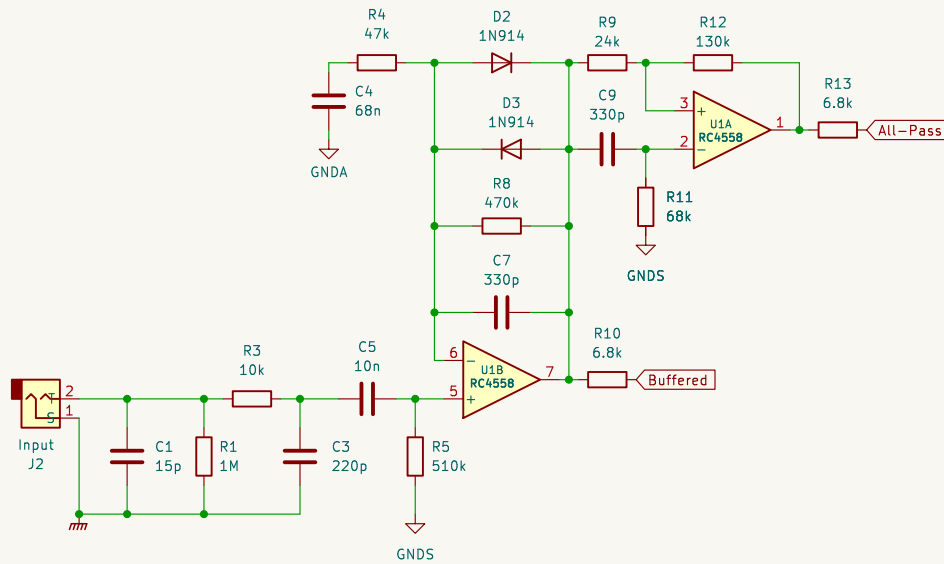 R4
47k
D2
1N914
R9
24k
R12
130k
C4
68n
GNDA
D3
1N914
C9
330p
3
+
U1A
RC4558
2
−
1
R13
6.8k
All-Pass
R8
470k
R11
68k
GNDS
C7
330p
R10
6.8k
6
−
U1B
RC4558
5
+
7
Buffered
R3
10k
C5
10n
2
T
1
S
Input
J2
C1
15p
R1
1M
C3
220p
R5
510k
GNDS